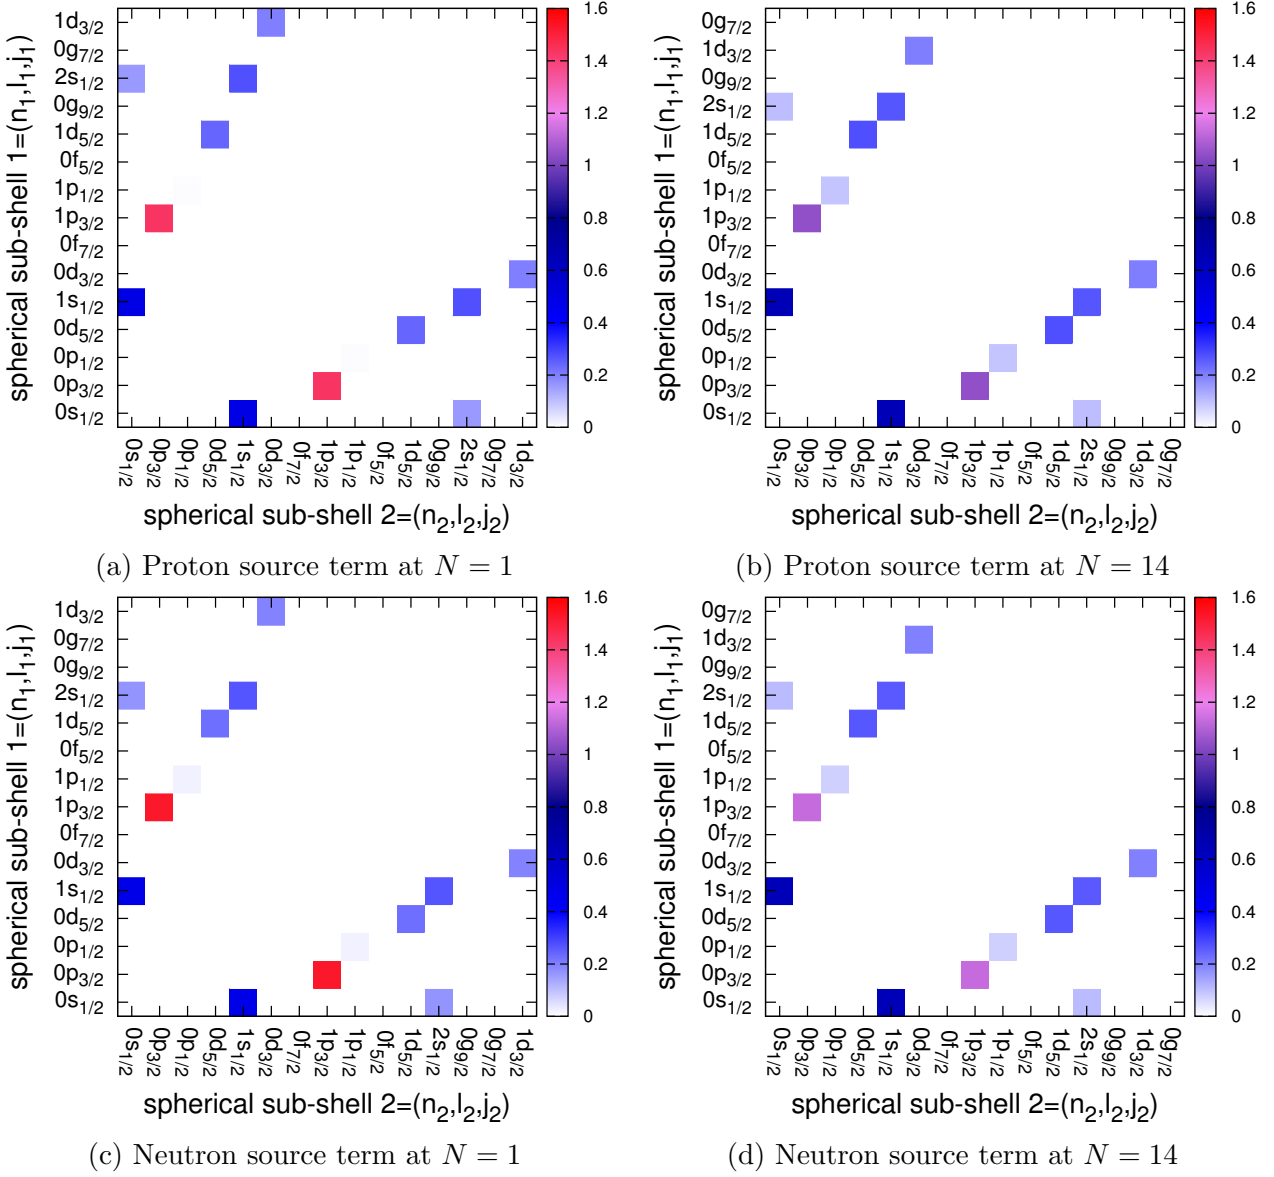 spherical sub-shell 1=(n₁,l₁,j₁)
1d3/2
0g7/2
2s1/2
0g9/2
1d5/2
0f5/2
1p1/2
1p3/2
0f7/2
0d3/2
1s1/2
0d5/2
0p1/2
0p3/2
0s1/2
0s1/2 0p3/2 0p1/2 0d5/2 1s1/2 0d3/2 0f7/2 1p3/2 1p1/2 0f5/2 1d5/2 0g9/2 2s1/2 0g7/2 1d3/2
spherical sub-shell 2=(n₂,l₂,j₂)
1.6
1.4
1.2
1
0.8
0.6
0.4
0.2
0
(a) Proton source term at N = 1
spherical sub-shell 1=(n₁,l₁,j₁)
0g7/2
1d3/2
0g9/2
2s1/2
1d5/2
0f5/2
1p1/2
1p3/2
0f7/2
0d3/2
1s1/2
0d5/2
0p1/2
0p3/2
0s1/2
0s1/2 0p3/2 0p1/2 0d5/2 1s1/2 0d3/2 0f7/2 1p3/2 1p1/2 0f5/2 1d5/2 2s1/2 0g9/2 1d3/2 0g7/2
spherical sub-shell 2=(n₂,l₂,j₂)
1.6
1.4
1.2
1
0.8
0.6
0.4
0.2
0
(b) Proton source term at N = 14
spherical sub-shell 1=(n₁,l₁,j₁)
1d3/2
0g7/2
0g9/2
2s1/2
1d5/2
0f5/2
1p1/2
1p3/2
0f7/2
0d3/2
1s1/2
0d5/2
0p1/2
0p3/2
0s1/2
0s1/2 0p3/2 0p1/2 0d5/2 1s1/2 0d3/2 0f7/2 1p3/2 1p1/2 0f5/2 1d5/2 2s1/2 0g9/2 0g7/2 1d3/2
spherical sub-shell 2=(n₂,l₂,j₂)
1.6
1.4
1.2
1
0.8
0.6
0.4
0.2
0
(c) Neutron source term at N = 1
spherical sub-shell 1=(n₁,l₁,j₁)
0g7/2
1d3/2
0g9/2
2s1/2
1d5/2
0f5/2
1p1/2
1p3/2
0f7/2
0d3/2
1s1/2
0d5/2
0p1/2
0p3/2
0s1/2
0s1/2 0p3/2 0p1/2 0d5/2 1s1/2 0d3/2 0f7/2 1p3/2 1p1/2 0f5/2 1d5/2 2s1/2 0g9/2 1d3/2 0g7/2
spherical sub-shell 2=(n₂,l₂,j₂)
1.6
1.4
1.2
1
0.8
0.6
0.4
0.2
0
(d) Neutron source term at N = 14